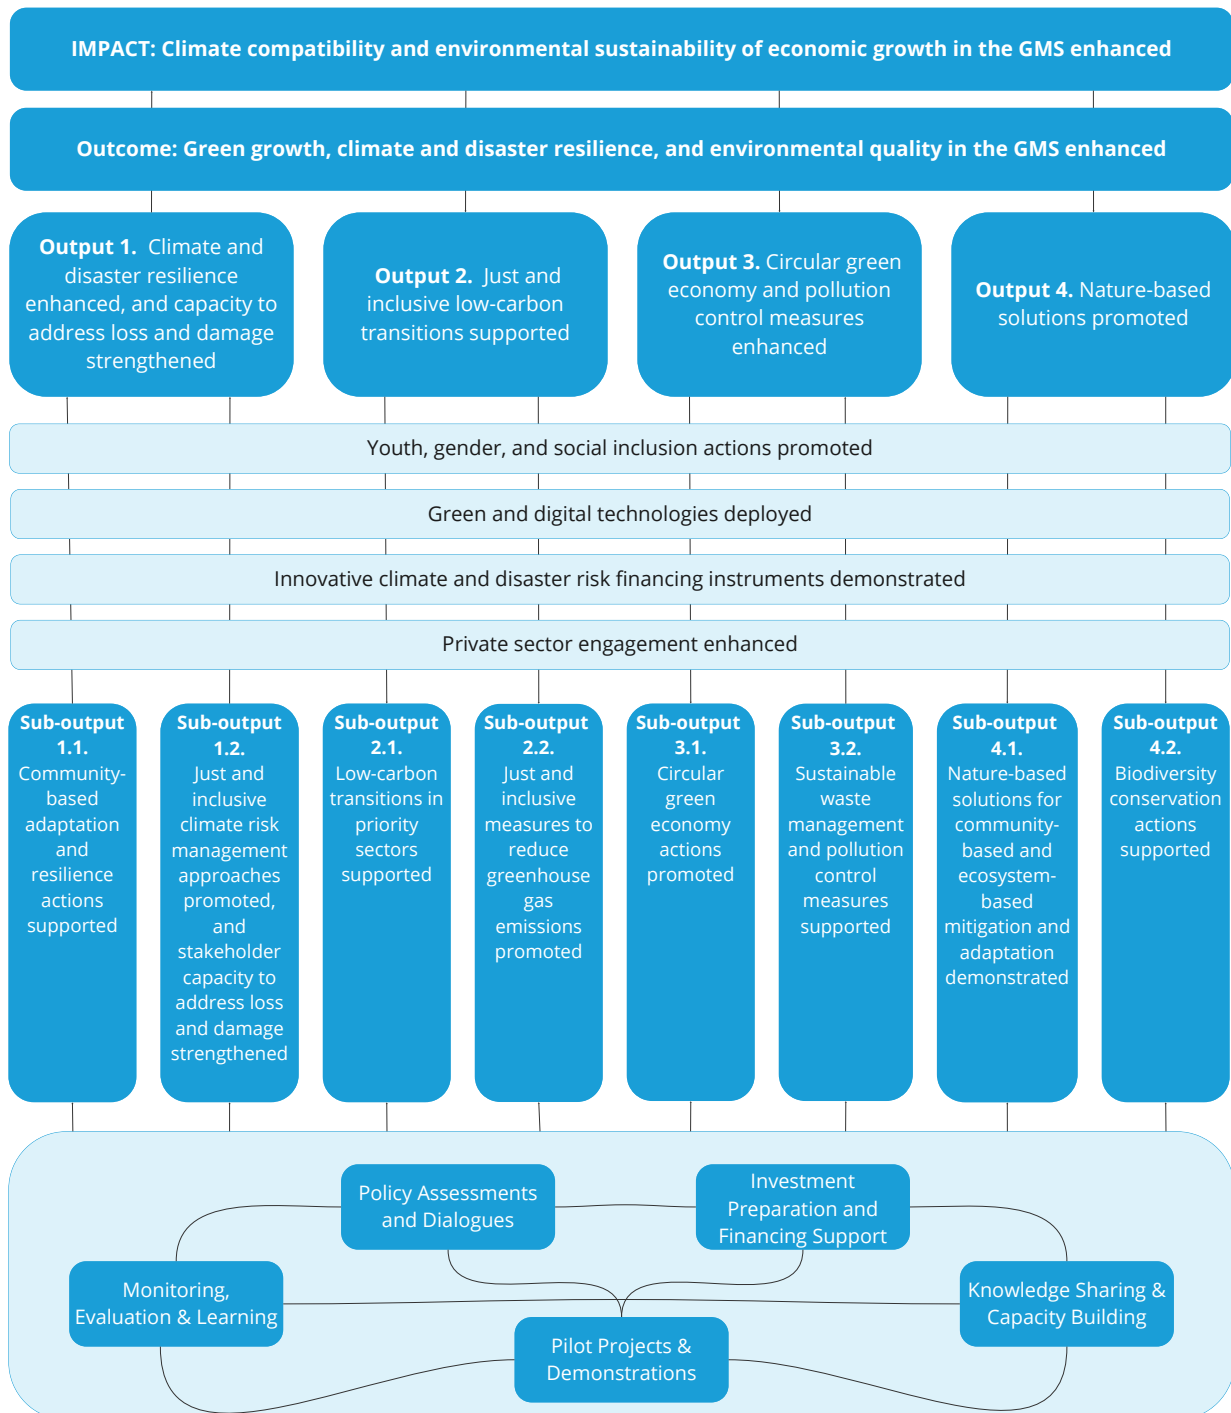 IMPACT: Climate compatibility and environmental sustainability of economic growth in the GMS enhanced
Outcome: Green growth, climate and disaster resilience, and environmental quality in the GMS enhanced
Output 1. Climate and
disaster resilience
enhanced, and capacity to
address loss and damage
strengthened
Output 2. Just and
inclusive low-carbon
transitions supported
Output 3. Circular green
economy and pollution
control measures
enhanced
Output 4. Nature-based
solutions promoted
Youth, gender, and social inclusion actions promoted
Green and digital technologies deployed
Innovative climate and disaster risk financing instruments demonstrated
Private sector engagement enhanced
Sub-output
1.1.
Community-
based
adaptation
and
resilience
actions
supported
Sub-output
1.2.
Just and
inclusive
climate risk
management
approaches
promoted,
and
stakeholder
capacity to
address loss
and damage
strengthened
Sub-output
2.1.
Low-carbon
transitions in
priority
sectors
supported
Sub-output
2.2.
Just and
inclusive
measures to
reduce
greenhouse
gas
emissions
promoted
Sub-output
3.1.
Circular
green
economy
actions
promoted
Sub-output
3.2.
Sustainable
waste
management
and pollution
control
measures
supported
Sub-output
4.1.
Nature-based
solutions for
community-
based and
ecosystem-
based
mitigation and
adaptation
demonstrated
Sub-output
4.2.
Biodiversity
conservation
actions
supported
Policy Assessments
and Dialogues
Investment
Preparation and
Financing Support
Monitoring,
Evaluation & Learning
Knowledge Sharing &
Capacity Building
Pilot Projects &
Demonstrations